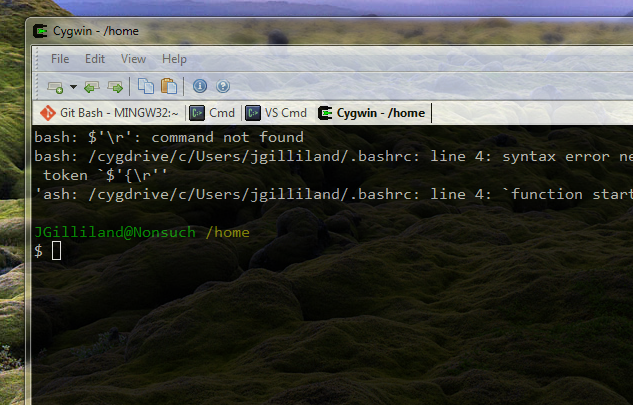 Cygwin - /home
File Edit View Help
Git Bash - MINGW32:~ Cmd VS Cmd Cygwin - /home
bash: $'\r': command not found
bash: /cygdrive/c/Users/jgilliland/.bashrc: line 4: syntax error ne
token `$'{\r''
'ash: /cygdrive/c/Users/jgilliland/.bashrc: line 4: `function start
JGilliland@Nonsuch /home
$